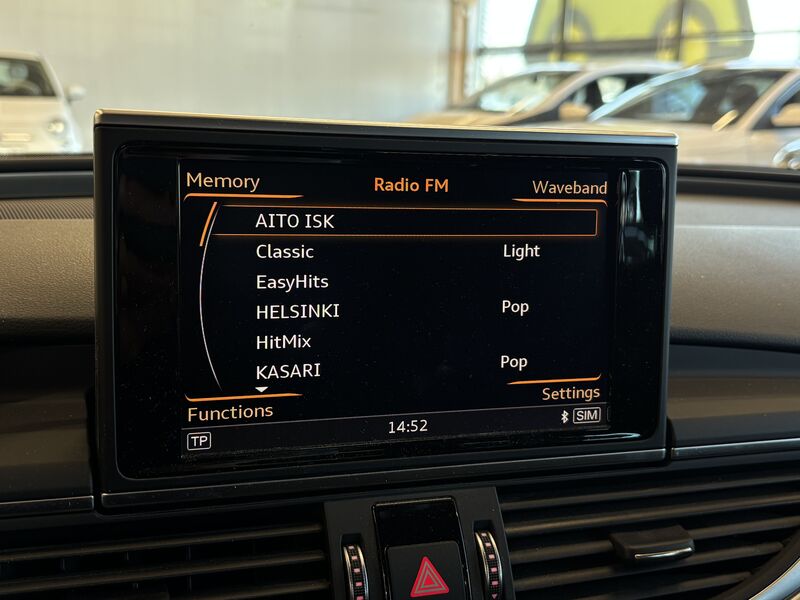 Memory Radio FM Waveband
AITO ISK
Classic Light
EasyHits
HELSINKI Pop
HitMix
KASARI Pop
Functions Settings
TP 14:52 SIM